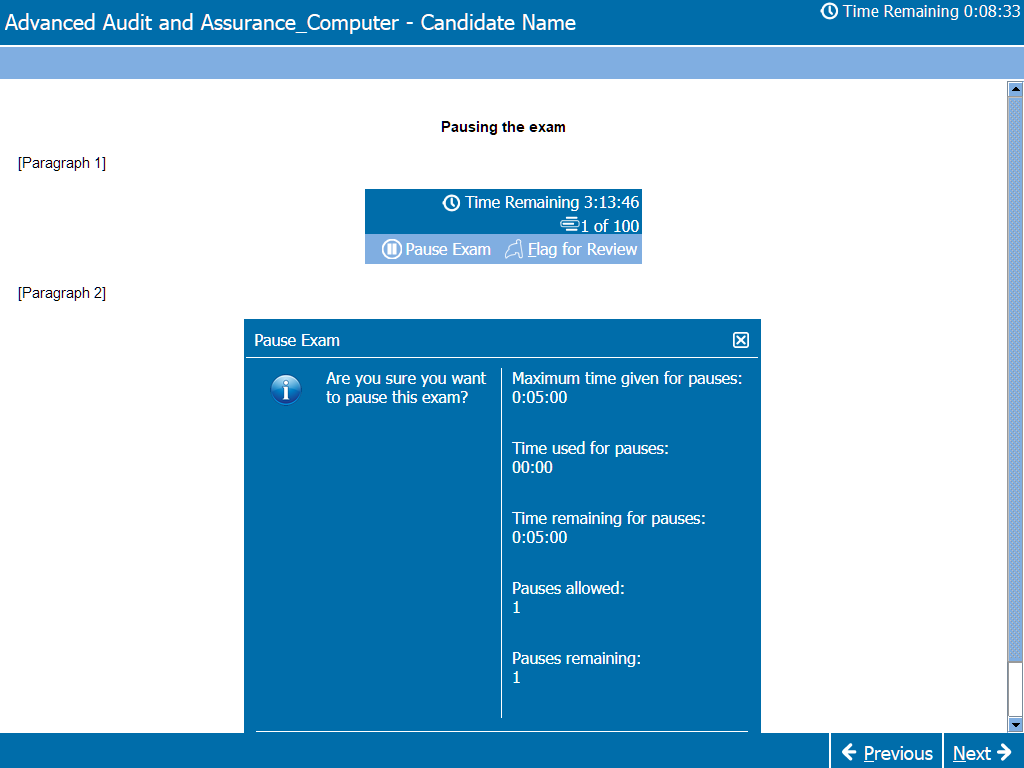 Advanced Audit and Assurance_Computer - Candidate Name
Time Remaining 0:08:33
Pausing the exam
[Paragraph 1]
Time Remaining 3:13:46
1 of 100
Pause Exam Flag for Review
[Paragraph 2]
Pause Exam
Are you sure you want
to pause this exam?
Maximum time given for pauses:
0:05:00
Time used for pauses:
00:00
Time remaining for pauses:
0:05:00
Pauses allowed:
1
Pauses remaining:
1
Previous Next